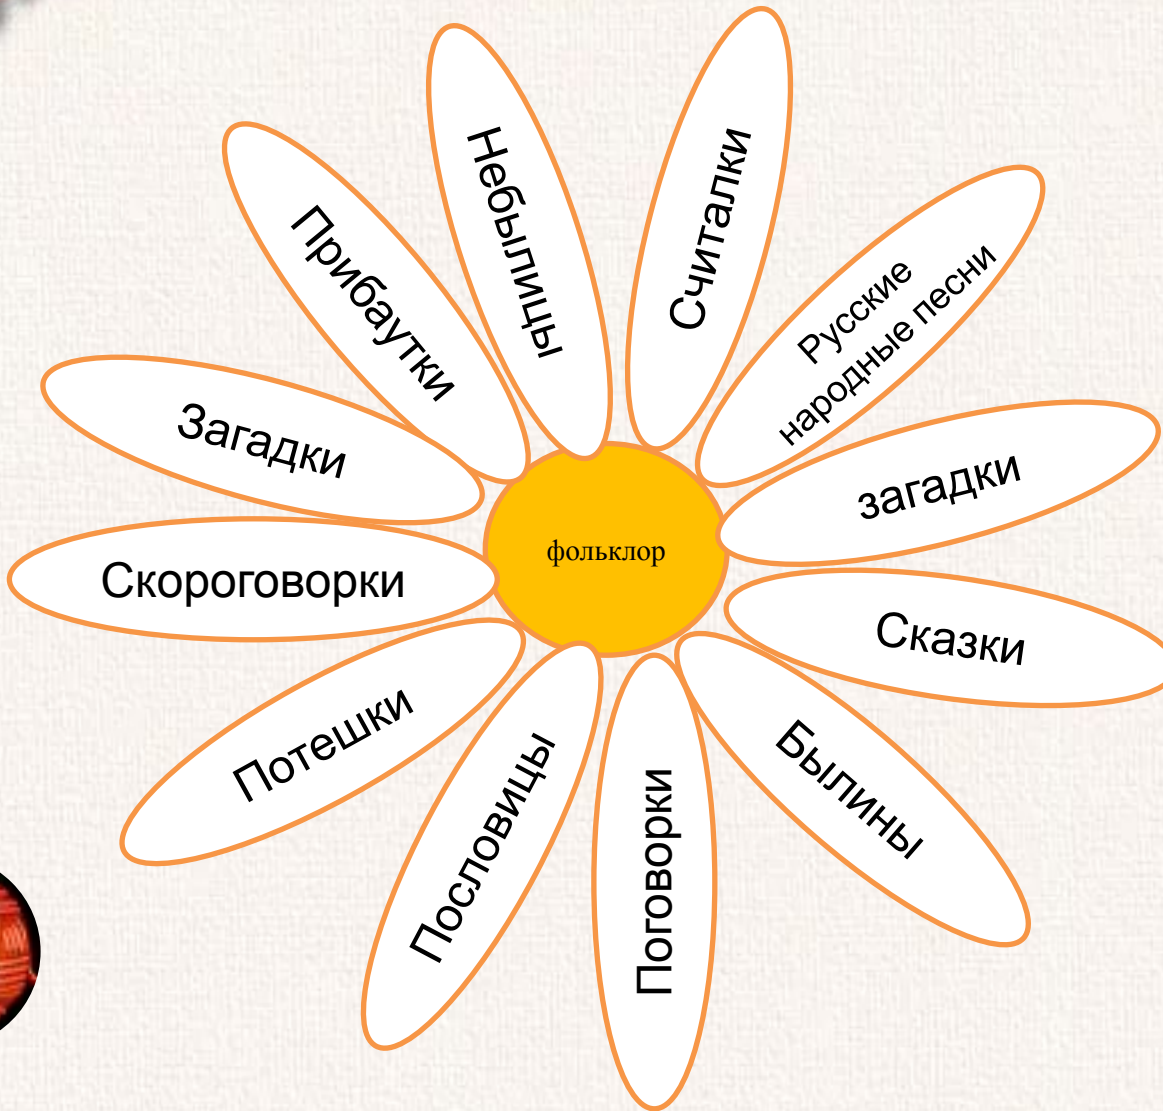 Небылицы
Считалки
Русские
народные песни
загадки
Сказки
Былины
Поговорки
Пословицы
Потешки
Скороговорки
Загадки
Прибаутки
фольклор